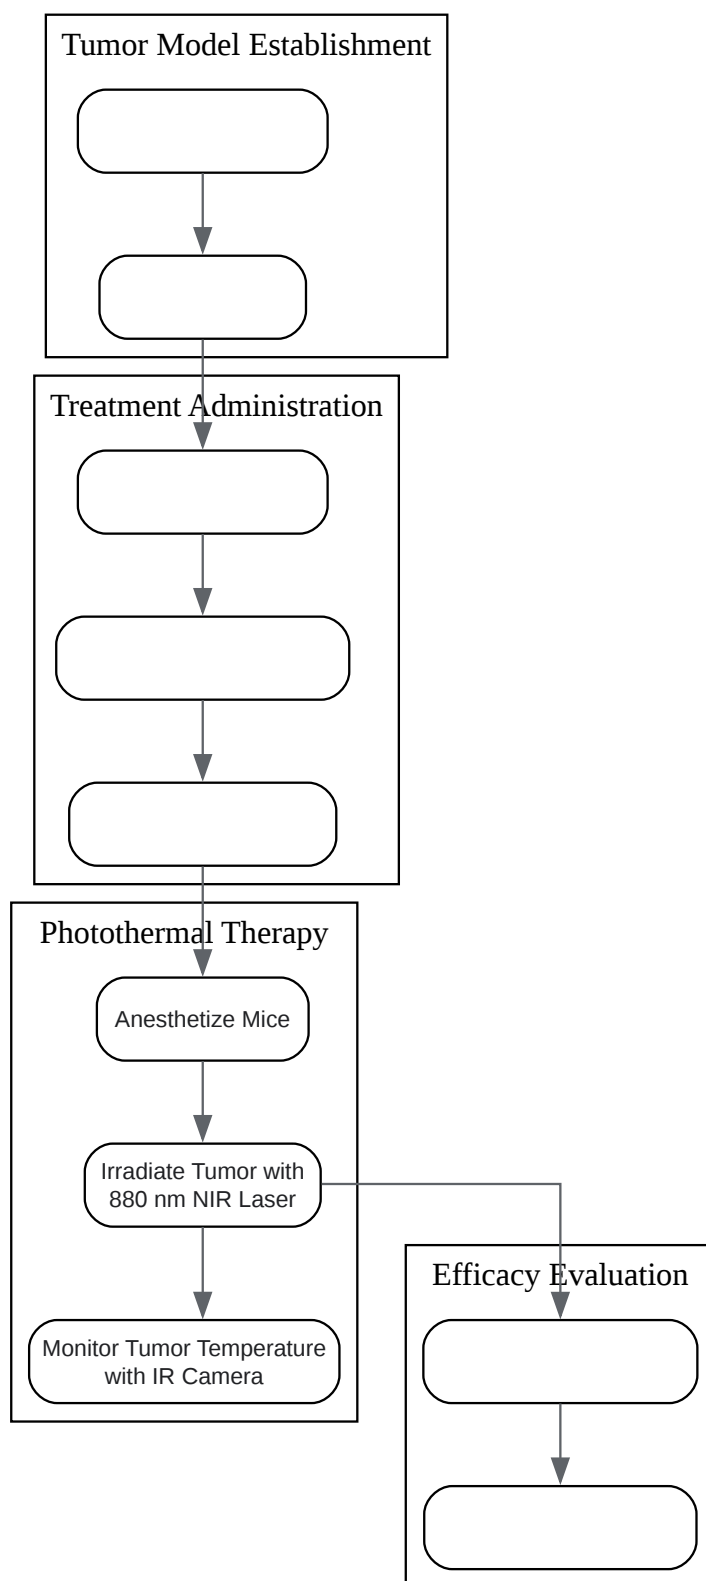 Tumor Model Establishment
Treatment Administration
Photothermal Therapy
Anesthetize Mice
Irradiate Tumor with
880 nm NIR Laser
Monitor Tumor Temperature
with IR Camera
Efficacy Evaluation